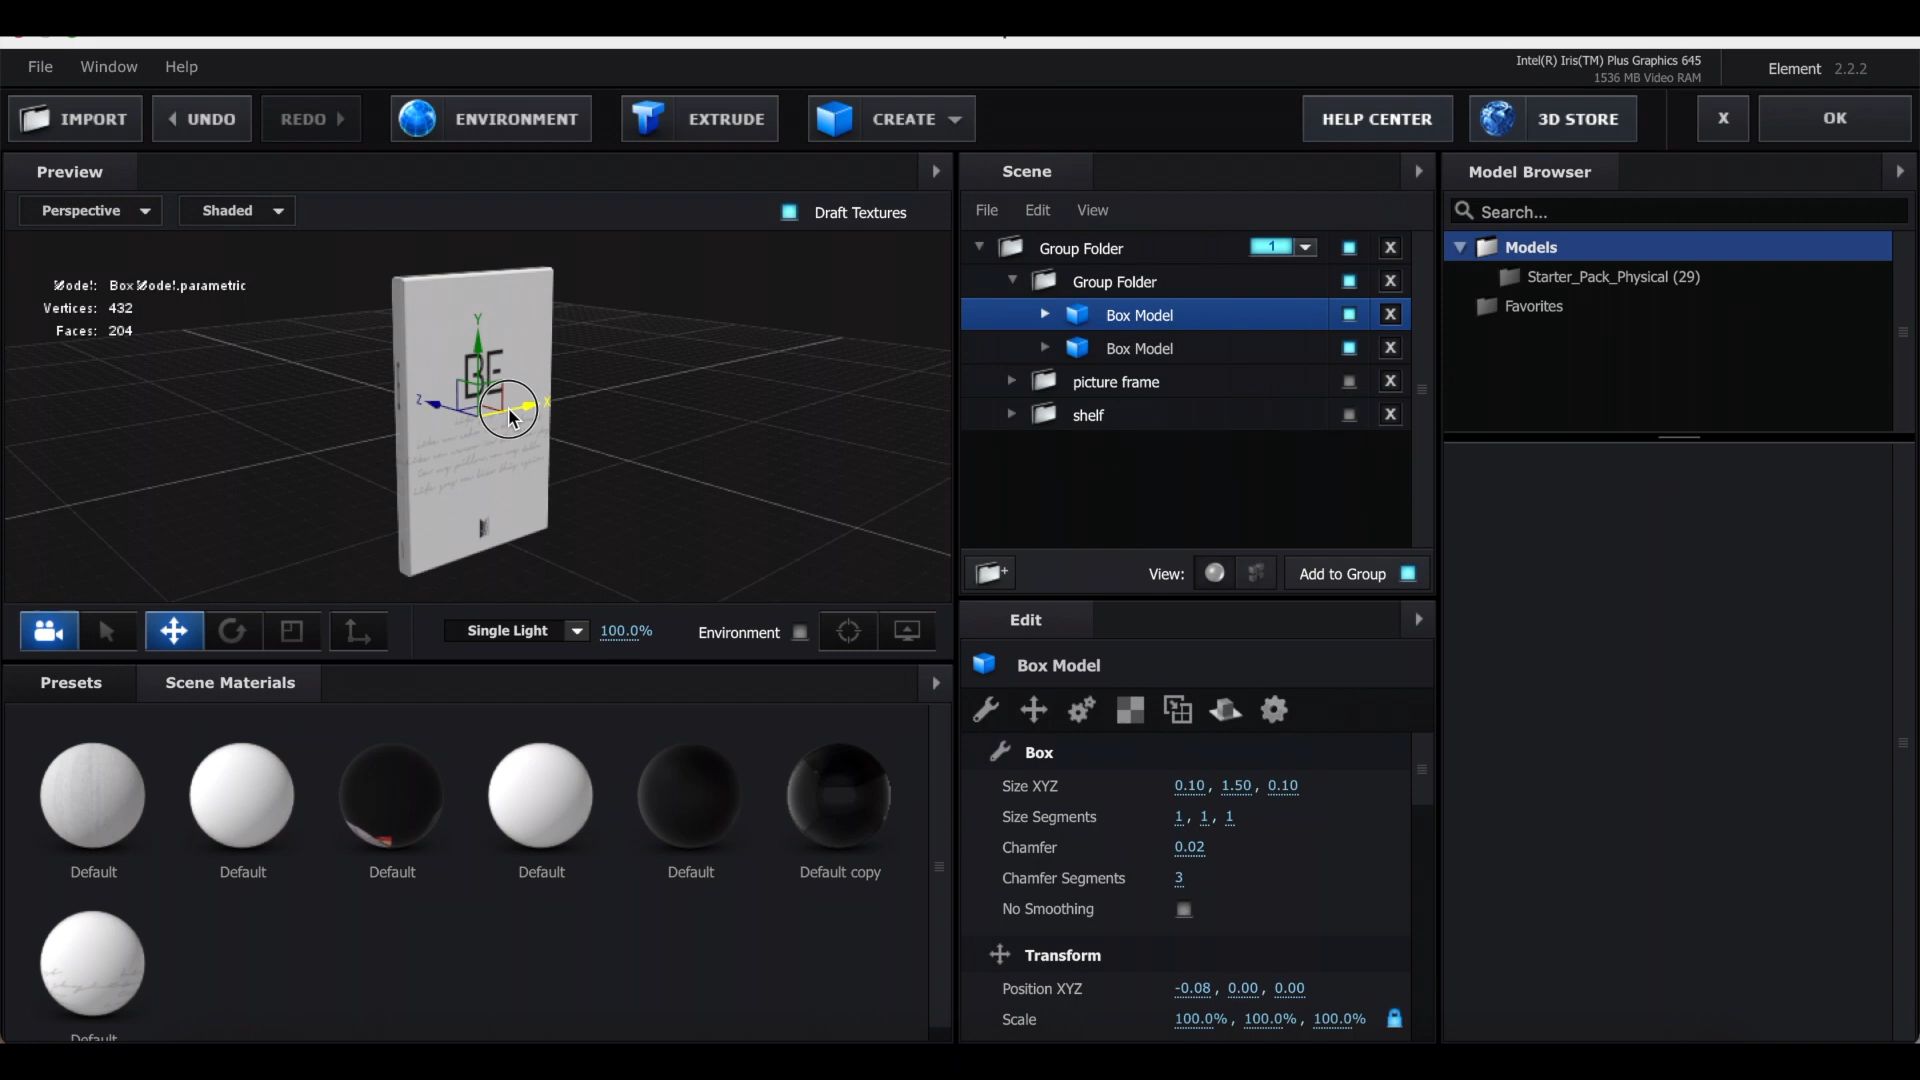 File Window Help
Intel(R) Iris(TM) Plus Graphics 645
1536 MB Video RAM
Element 2.2.2
IMPORT UNDO REDO ENVIRONMENT EXTRUDE CREATE HELP CENTER 3D STORE X OK
Preview
Perspective Shaded Draft Textures
Vertices: 432
Faces: 204
Y
BE
Z X
Single Light 100.0% Environment
Presets Scene Materials
Default Default Default Default Default Default copy
Default
Scene
File Edit View
Group Folder 1 X
Group Folder X
Box Model X
Box Model X
picture frame X
shelf X
View: Add to Group
Edit
Box Model
Box
Size XYZ 0.10, 1.50, 0.10
Size Segments 1, 1, 1
Chamfer 0.02
Chamfer Segments 3
No Smoothing
Transform
Position XYZ -0.08, 0.00, 0.00
Scale 100.0%, 100.0%, 100.0%
Model Browser
Search...
Models
Starter_Pack_Physical (29)
Favorites